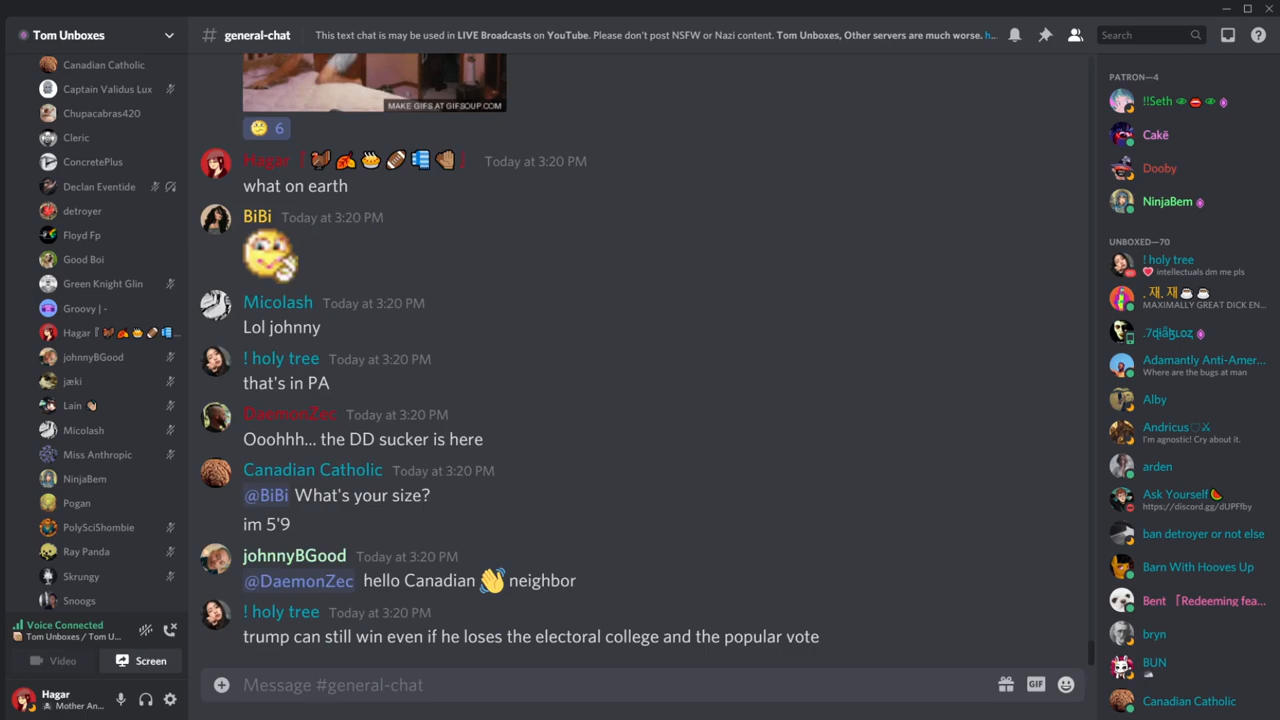 Tom Unboxes
Canadian Catholic
Captain Validus Lux
Chupacabras420
Cleric
ConcretePlus
Declan Eventide
detroyer
Floyd Fp
Good Boi
Green Knight Glin
Groovy | -
Hagar『🦃🍂🥧🏈🥛...
johnnyBGood
jæki
Lain 👏🏽
Micolash
Miss Anthropic
NinjaBem
Pogan
PolySciShombie
Ray Panda
Skrungy
Snoogs
Voice Connected
Tom Unboxes / Tom U...
Video
Screen
Hagar
Mother An...
# general-chat
This text chat is may be used in LIVE Broadcasts on YouTube. Please don't post NSFW or Nazi content. Tom Unboxes, Other servers are much worse. h...
Search
MAKE GIFS AT GIFSOUP.COM
6
Hagar『🦃🍂🥧🏈🥛🤚🏽』 Today at 3:20 PM
what on earth
BiBi Today at 3:20 PM
Micolash Today at 3:20 PM
Lol johnny
! holy tree Today at 3:20 PM
that's in PA
DaemonZec Today at 3:20 PM
Ooohhh... the DD sucker is here
Canadian Catholic Today at 3:20 PM
@BiBi What's your size?
im 5'9
johnnyBGood Today at 3:20 PM
@DaemonZec hello Canadian 👋 neighbor
! holy tree Today at 3:20 PM
trump can still win even if he loses the electoral college and the popular vote
Message #general-chat
GIF
PATRON—4
!!Seth 👁👄👁
Cakë
Dooby
NinjaBem
UNBOXED—70
! holy tree
❤ intellectuals dm me pls
. 재. 재☕☕
MAXIMALLY GREAT DICK EN...
Adamantly Anti-Amer...
Where are the bugs at man
Alby
Andricus♡⚔
I'm agnostic! Cry about it.
arden
Ask Yourself🍉
https://discord.gg/dUPFfby
ban detroyer or not else
Barn With Hooves Up
Bent 「Redeeming fea...
bryn
BUN
Canadian Catholic